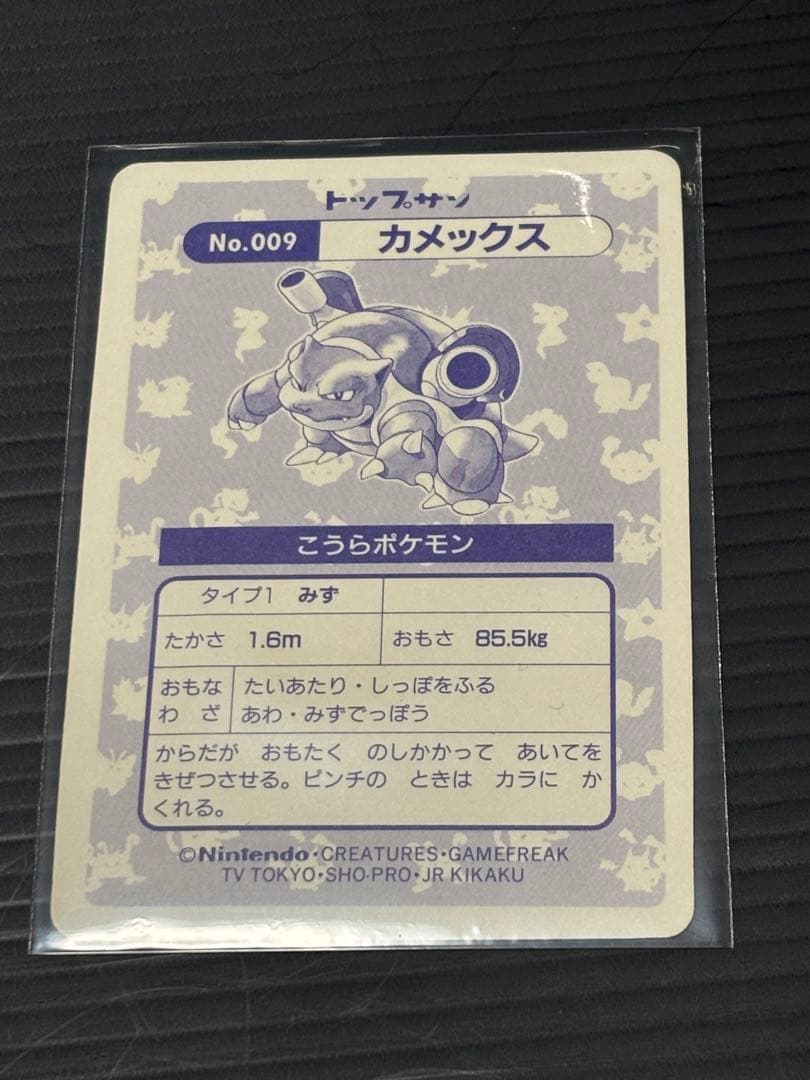 トップサン
No.009 カメックス
こうらポケモン
タイプ1 みず
たかさ 1.6m おもさ 85.5kg
おもな たいあたり・しっぽをふる
わざ あわ・みずでっぽう
からだが おもたく のしかかって あいてを
きぜつさせる。ピンチの ときは カラに か
くれる。
©Nintendo・CREATURES・GAMEFREAK
TV TOKYO・SHO-PRO・JR KIKAKU